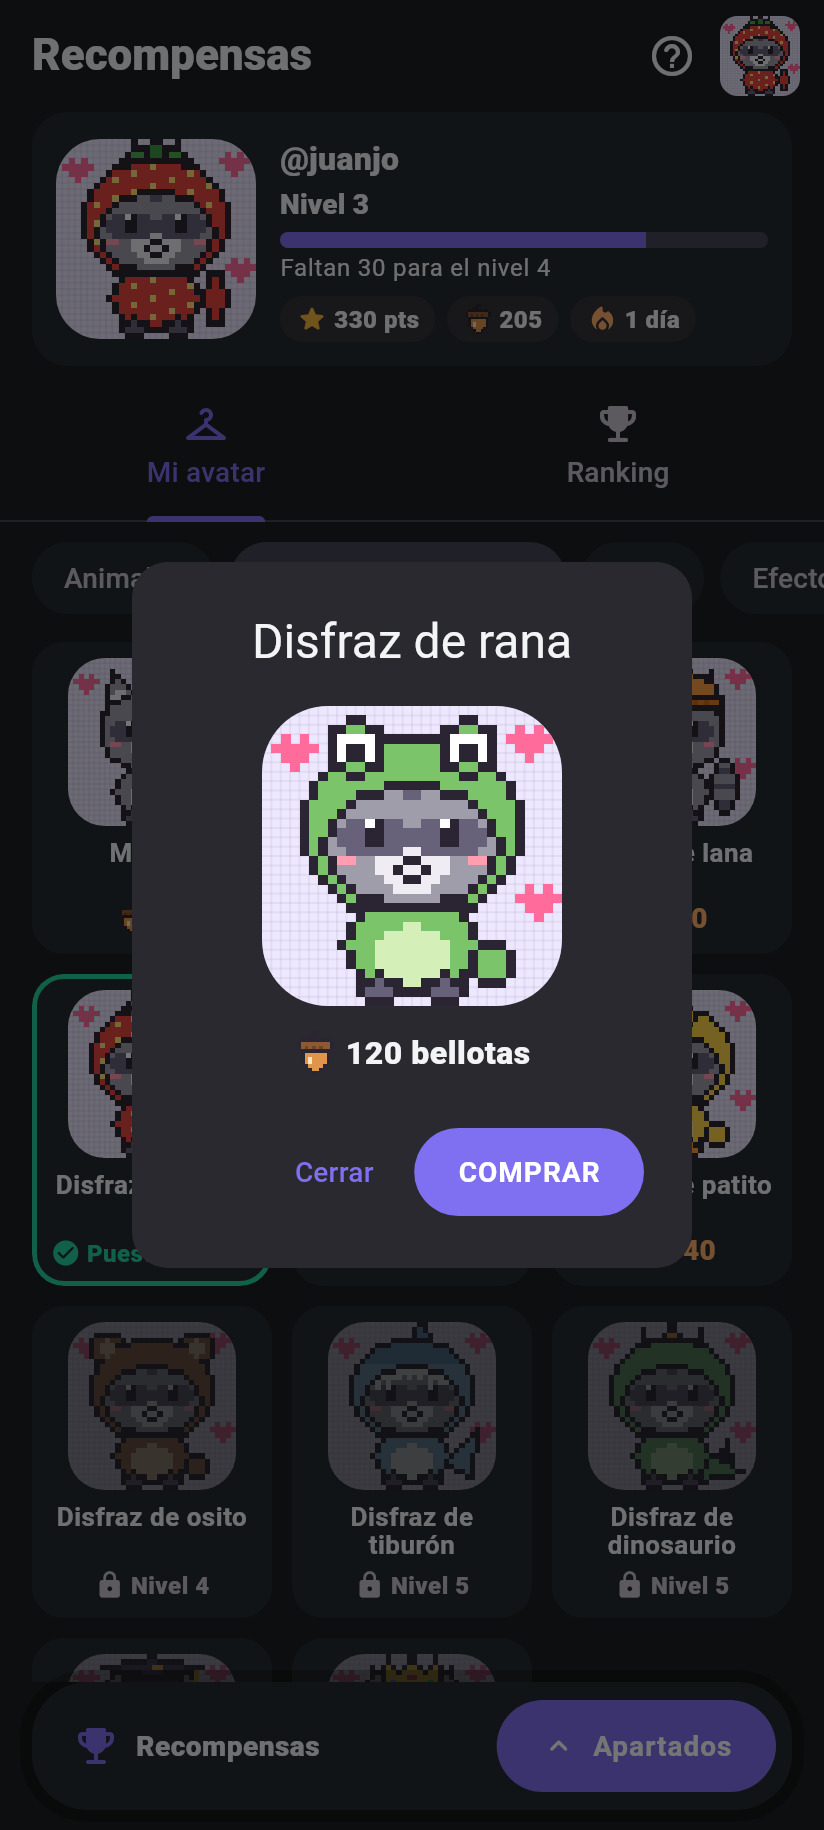 Recompensas
@juanjo
Nivel 3
Faltan 30 para el nivel 4
330 pts 205 1 día
Mi avatar Ranking
Disfraz de rana
lana
120 bellotas
patito
Cerrar COMPRAR
40
Disfraz de osito Disfraz de Disfraz de
tiburón dinosaurio
Nivel 4 Nivel 5 Nivel 5
Recompensas Apartados